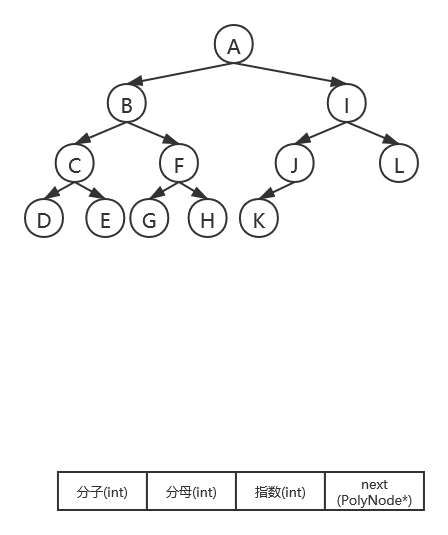 A
B I
C F J L
D E G H K
分子(int) 分母(int) 指数(int) next
(PolyNode*)